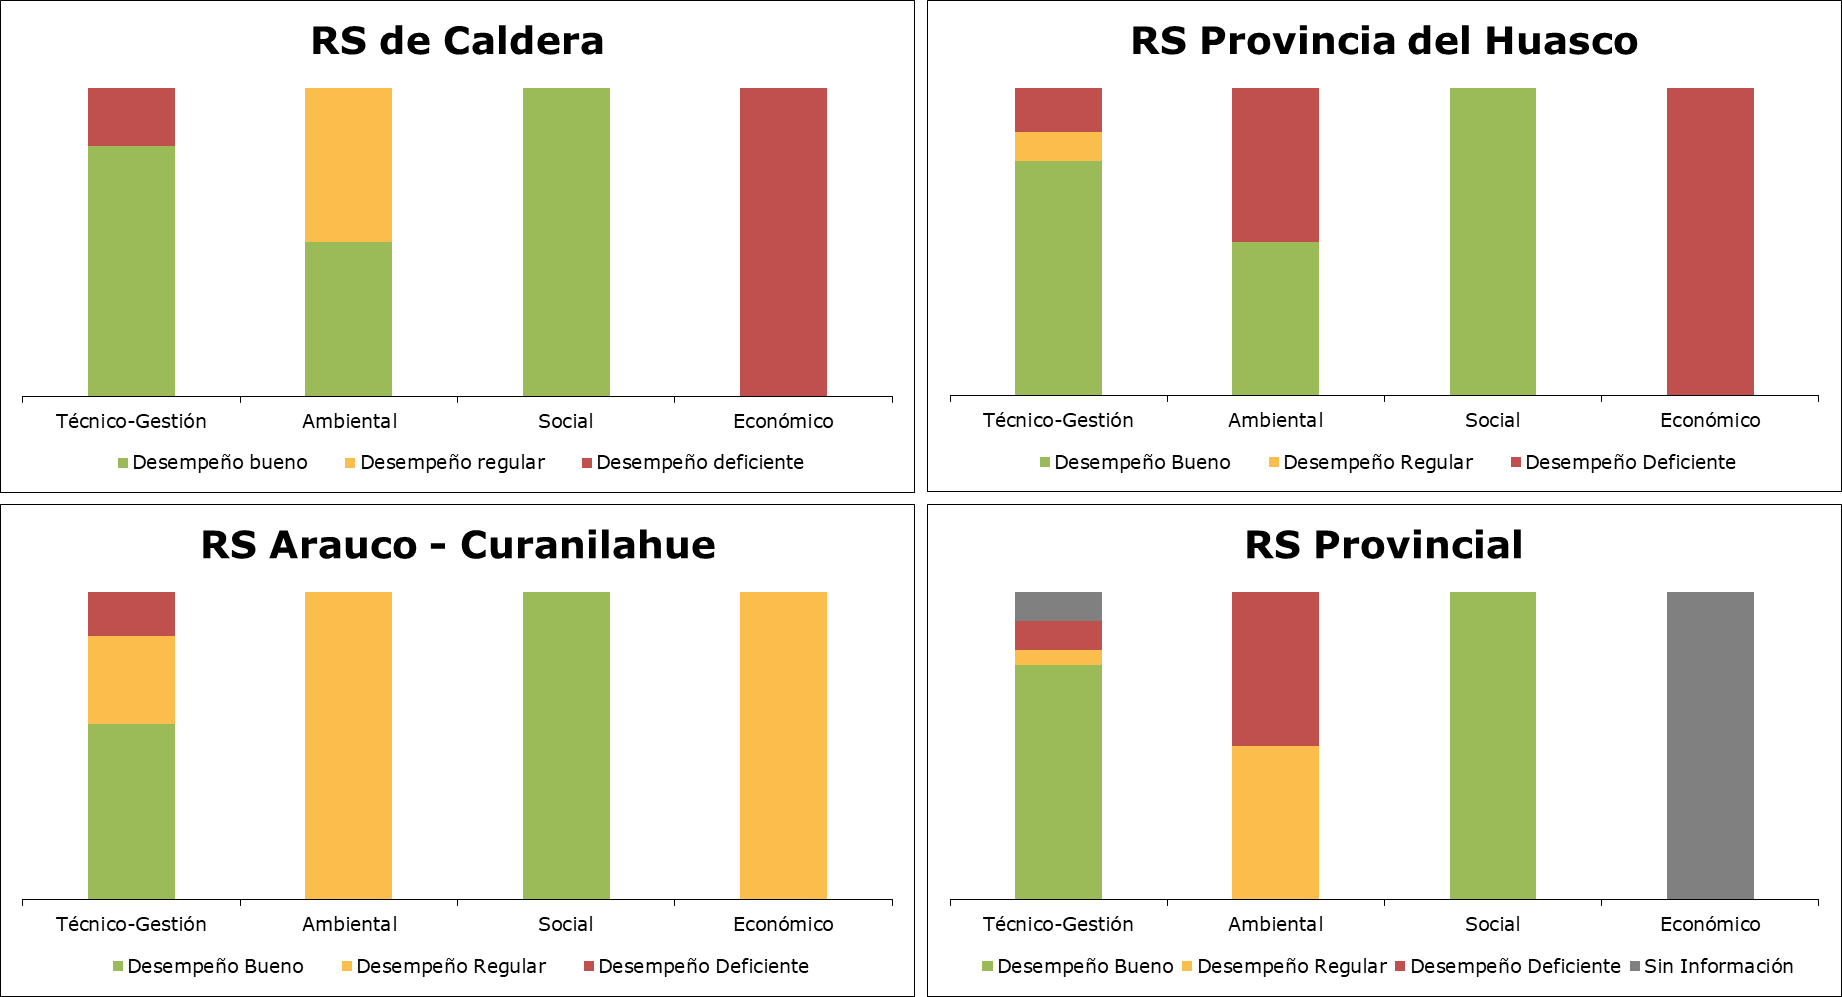 RS de Caldera
Técnico-Gestión Ambiental Social Económico
Desempeño bueno Desempeño regular Desempeño deficiente
RS Provincia del Huasco
Técnico-Gestión Ambiental Social Económico
Desempeño Bueno Desempeño Regular Desempeño Deficiente
RS Arauco - Curanilahue
Técnico-Gestión Ambiental Social Económico
Desempeño Bueno Desempeño Regular Desempeño Deficiente
RS Provincial
Técnico-Gestión Ambiental Social Económico
Desempeño Bueno Desempeño Regular Desempeño Deficiente Sin Información